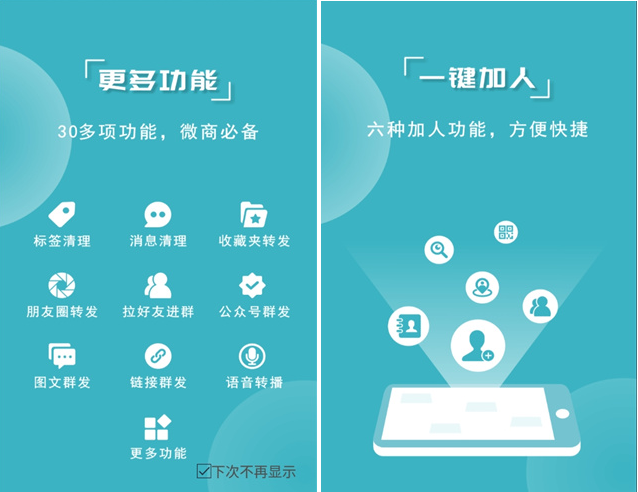 更多功能
30多项功能，微商必备
标签清理
消息清理
收藏夹转发
朋友圈转发
拉好友进群
公众号群发
图文群发
链接群发
语音转播
更多功能
下次不再显示
一键加人
六种加人功能，方便快捷